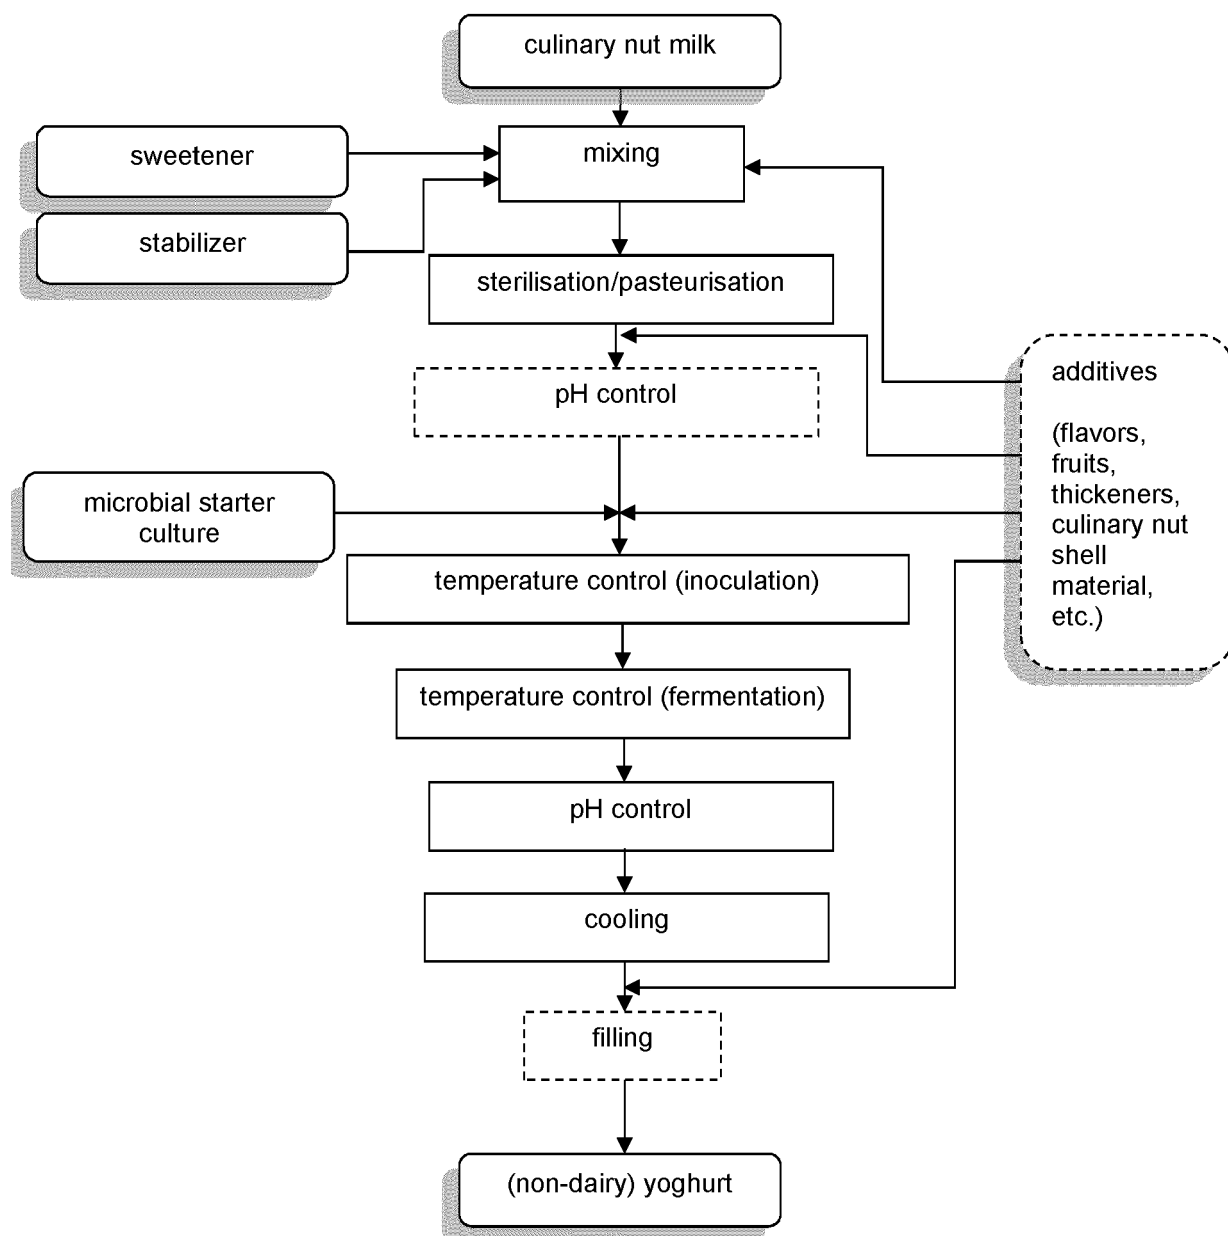 culinary nut milk
sweetener
mixing
stabilizer
sterilisation/pasteurisation
pH control
additives
(flavors,
fruits,
thickeners,
culinary nut
shell
material,
etc.)
microbial starter
culture
temperature control (inoculation)
temperature control (fermentation)
pH control
cooling
filling
(non-dairy) yoghurt